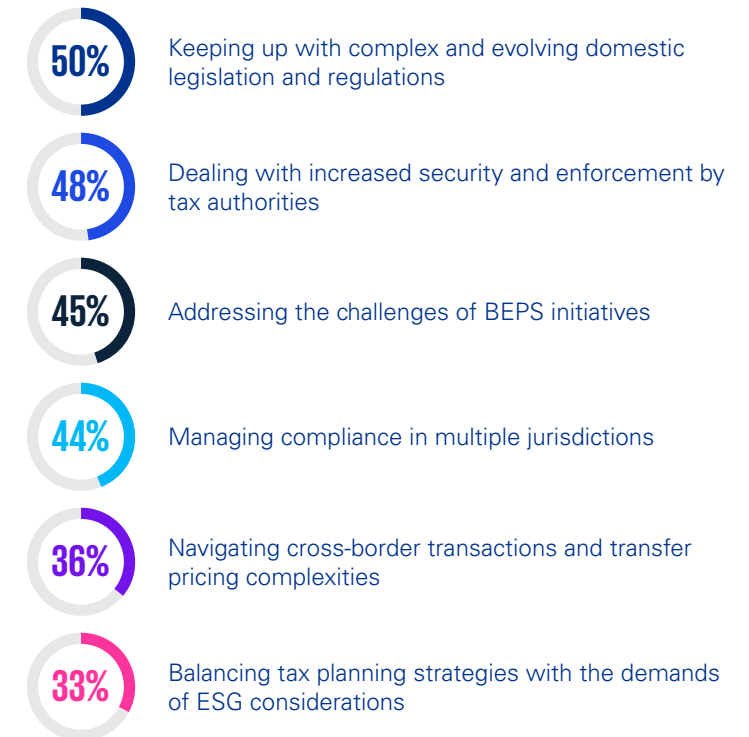 50%
Keeping up with complex and evolving domestic
legislation and regulations
48%
Dealing with increased security and enforcement by
tax authorities
45%
Addressing the challenges of BEPS initiatives
44%
Managing compliance in multiple jurisdictions
36%
Navigating cross-border transactions and transfer
pricing complexities
33%
Balancing tax planning strategies with the demands
of ESG considerations